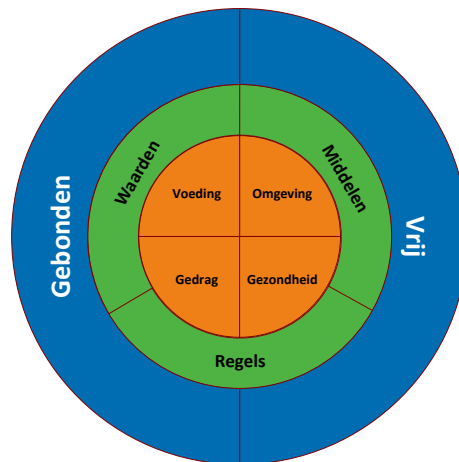 Gebonden
Vrij
Waarden
Middelen
Regels
Voeding
Omgeving
Gedrag
Gezondheid